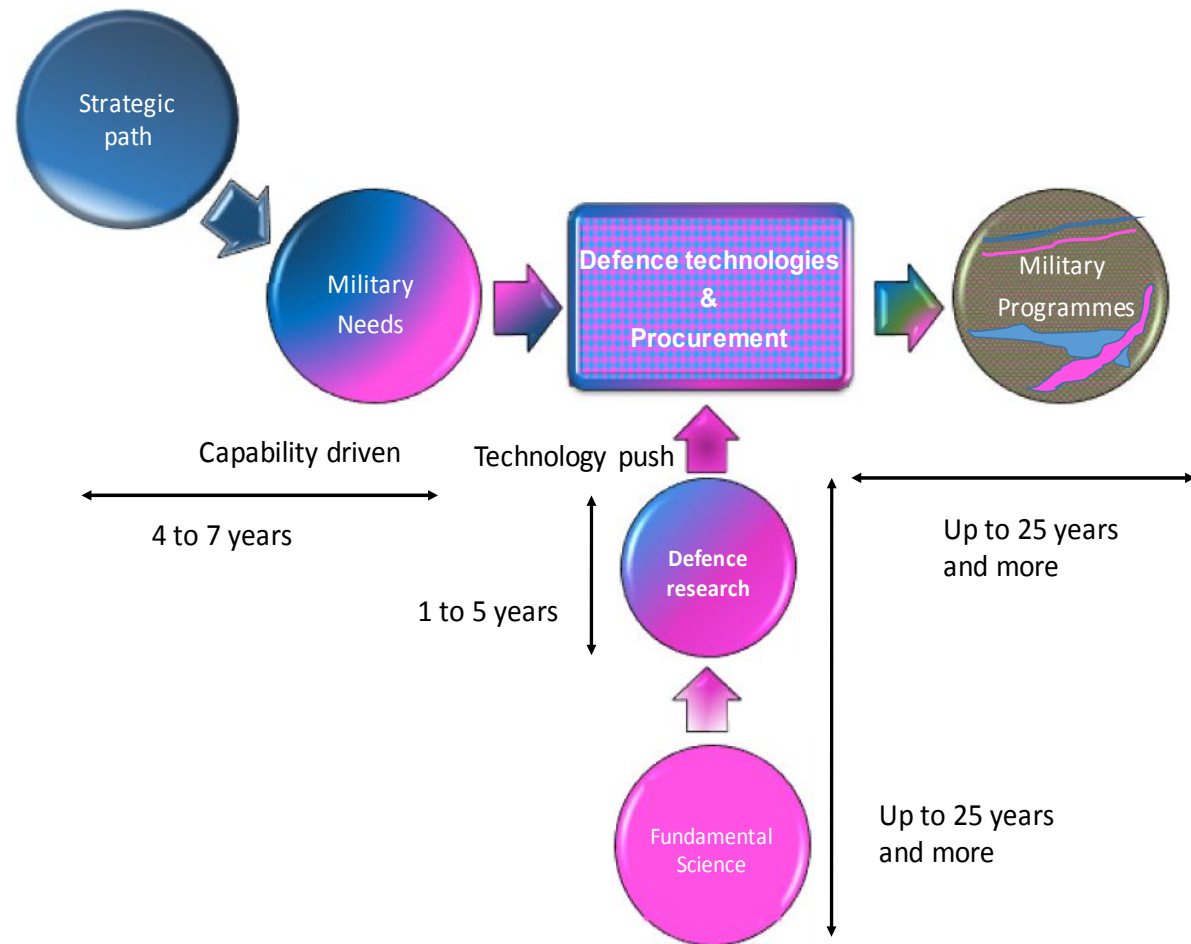 Strategic
path
Military
Needs
Defence technologies
&
Procurement
Military
Programmes
Capability driven
4 to 7 years
Technology push
1 to 5 years
Defence
research
Up to 25 years
and more
Fundamental
Science
Up to 25 years
and more